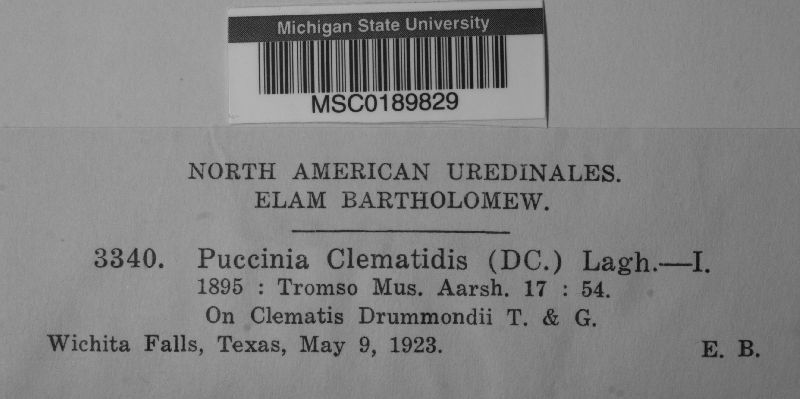 Michigan State University
MSC0189829
NORTH AMERICAN UREDINALES.
ELAM BARTHOLOMEW.
3340. Puccinia Clematidis (DC.) Lagh.—I.
1895 : Tromso Mus. Aarsh. 17 : 54.
On Clematis Drummondii T. & G.
Wichita Falls, Texas, May 9, 1923. E. B.